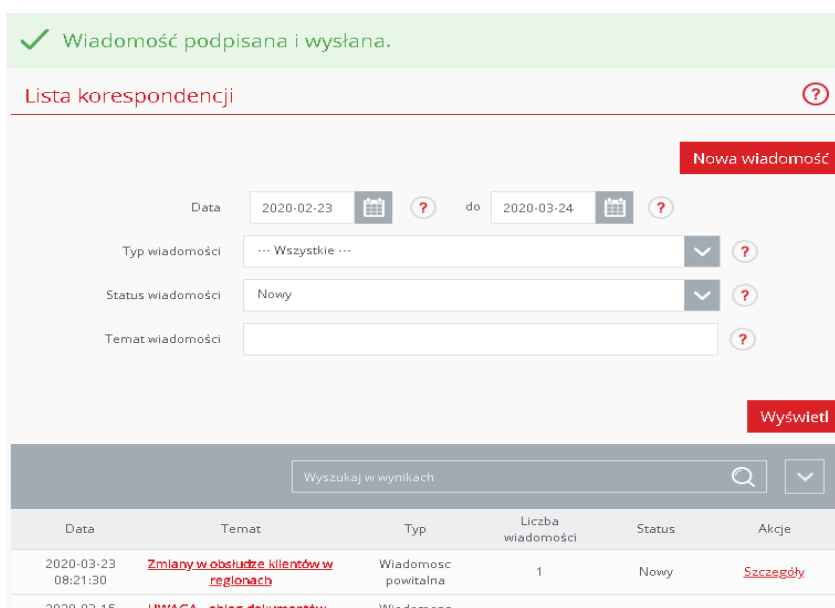 Wiadomość podpisana i wysłana.
Lista korespondencji
?
Nowa wiadomość
Data 2020-02-23 ? do 2020-03-24 ?
Typ wiadomości --- Wszystkie --- ?
Status wiadomości Nowy ?
Temat wiadomości ?
Wyświetl
Wyszukaj w wynikach
Data Temat Typ Liczba wiadomości Status Akcje
2020-03-23 Zmiany w obsłudze klientów w Wiadomosc 1 Nowy Szczegóły
08:21:30 regionach powitalna